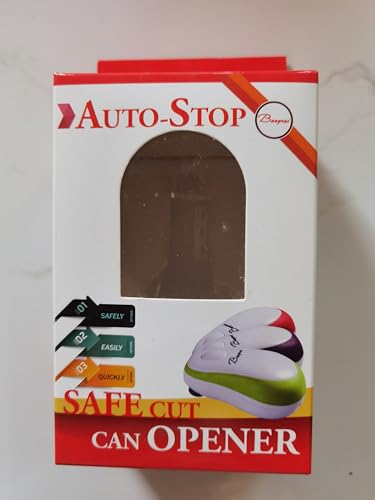 AUTO-STOP
01
SAFELY
02
EASILY
03
QUICKLY
SAFE CUT
CAN OPENER